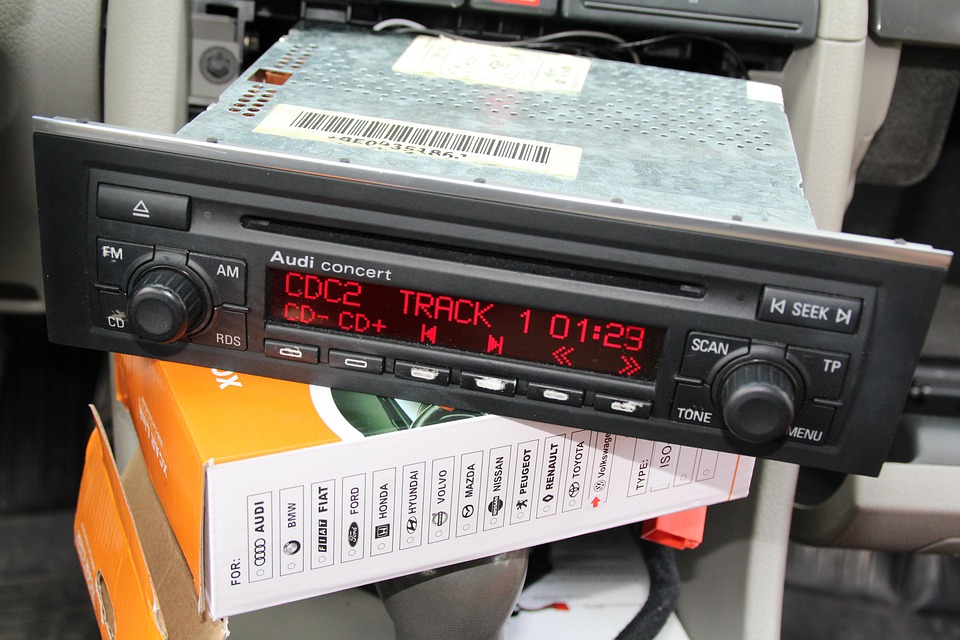 FM
AM
CD
RDS
Audi concert
CDC2 TRACK 1 01:29
CD- CD+
SEEK
SCAN
TP
TONE
MENU
FOR:
AUDI
BMW
FIAT FIAT
FORD
HONDA
HYUNDAI
VOLVO
MAZDA
NISSAN
PEUGEOT
RENAULT
TOYOTA
Volkswagen
TYPE:
ISO